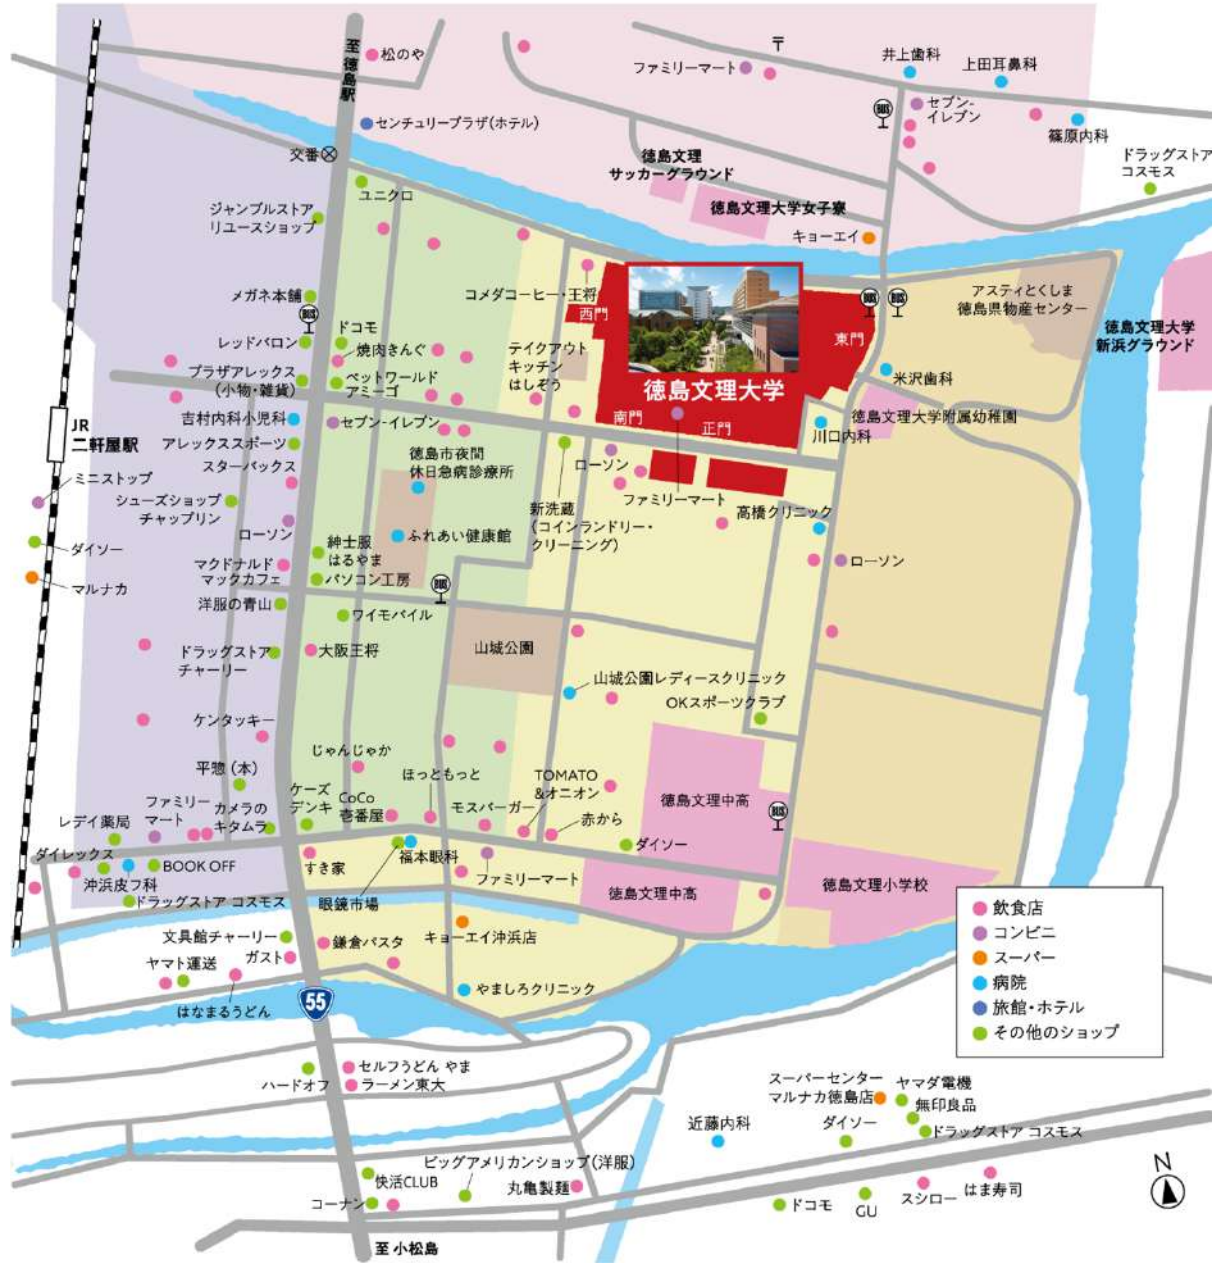 至徳島駅
松のや
〒
ファミリーマート
井上歯科
上田耳鼻科
セブン-
イレブン
篠原内科
センチュリープラザ(ホテル)
交番
徳島文理
サッカーグラウンド
ドラッグストア
コスモス
ユニクロ
徳島文理大学女子寮
キョーエイ
ジャンブルストア
リユースショップ
BUS
メガネ本舗
コメダコーヒー・王将
西門
アスティとくしま
徳島県物産センター
BUS
BUS
BUS
東門
徳島文理大学
新浜グラウンド
レッドバロン
ドコモ
焼肉きんぐ
テイクアウト
キッチン
はしぞう
プラザアレックス
(小物・雑貨)
ペットワールド
アミーゴ
徳島文理大学
米沢歯科
吉村内科小児科
セブン-イレブン
南門
正門
川口内科
徳島文理大学附属幼稚園
JR
二軒屋駅
アレックススポーツ
徳島市夜間
休日急病診療所
スターバックス
ローソン
ミニストップ
シューズショップ
チャップリン
新洗蔵
(コインランドリー・
クリーニング)
ファミリーマート
高橋クリニック
ローソン
ダイソー
紳士服
はるやま
ふれあい健康館
マクドナルド
マックカフェ
パソコン工房
BUS
ローソン
マルナカ
洋服の青山
ワイモバイル
ドラッグストア
チャーリー
大阪王将
山城公園
山城公園レディースクリニック
OKスポーツクラブ
ケンタッキー
じゃんじゃか
平惣(本)
ケーズ
デンキ
CoCo
壱番屋
ほっともっと
モスバーガー
TOMATO
&オニオン
徳島文理中高
BUS
レデイ薬局
ファミリー
マート
カメラの
キタムラ
赤から
ダイソー
ダイレックス
沖浜皮フ科
BOOK OFF
すき家
福本眼科
ファミリーマート
徳島文理中高
徳島文理小学校
ドラッグストア コスモス
眼鏡市場
飲食店
コンビニ
スーパー
病院
旅館・ホテル
その他のショップ
文具館チャーリー
ガスト
鎌倉パスタ
キョーエイ沖浜店
ヤマト運送
はなまるうどん
55
やましろクリニック
ハードオフ
セルフうどん やま
ラーメン東大
スーパーセンター
マルナカ徳島店
ヤマダ電機
無印良品
近藤内科
ダイソー
ドラッグストア コスモス
快活CLUB
ビッグアメリカンショップ(洋服)
丸亀製麺
コーナン
ドコモ
GU
スシロー
はま寿司
N
至小松島